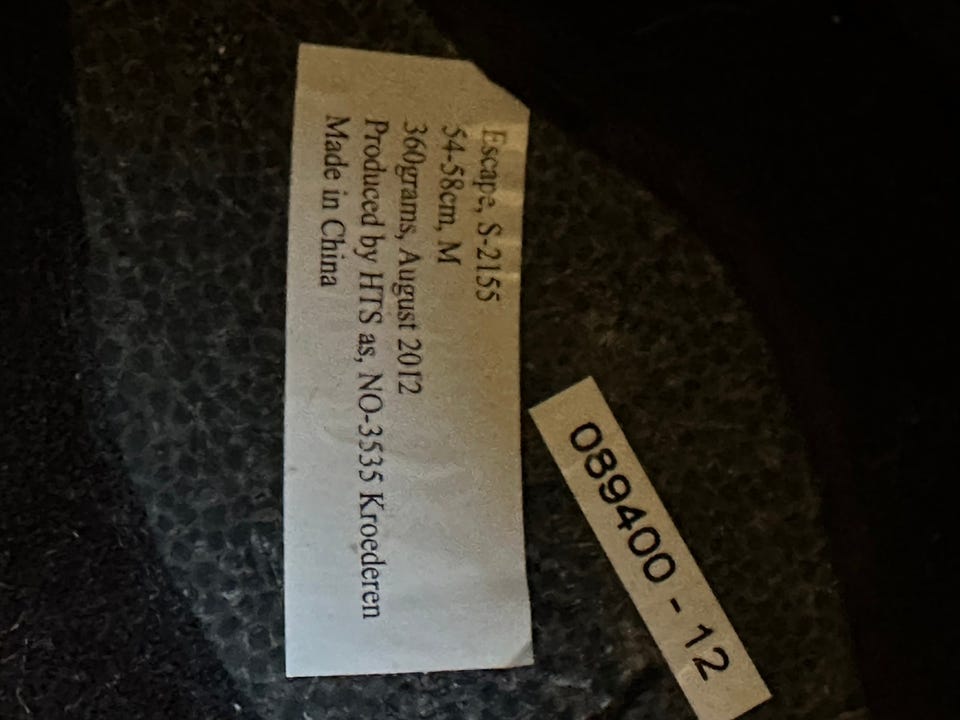 Escape, S-2155
54-58cm, M
360grams, August 2012
Produced by HTS as, NO-3535 Kroederen
Made in China
089400 - 12